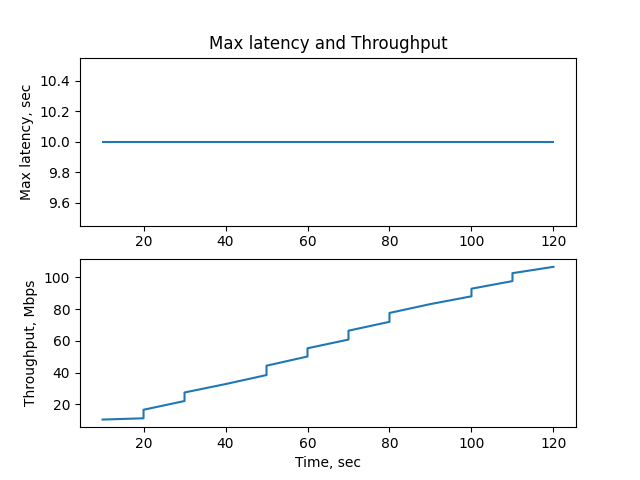 Max latency and Throughput
Max latency, sec
10.4
10.2
10.0
9.8
9.6
20 40 60 80 100 120
Throughput, Mbps
100
80
60
40
20
20 40 60 80 100 120
Time, sec